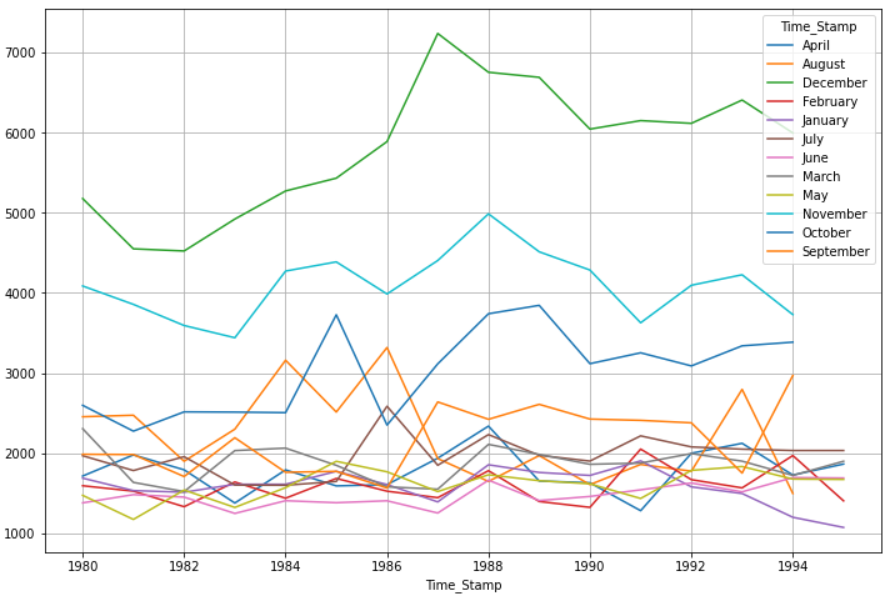 Time_Stamp
April
August
December
February
January
July
June
March
May
November
October
September
7000
6000
5000
4000
3000
2000
1000
1980 1982 1984 1986 1988 1990 1992 1994
Time_Stamp